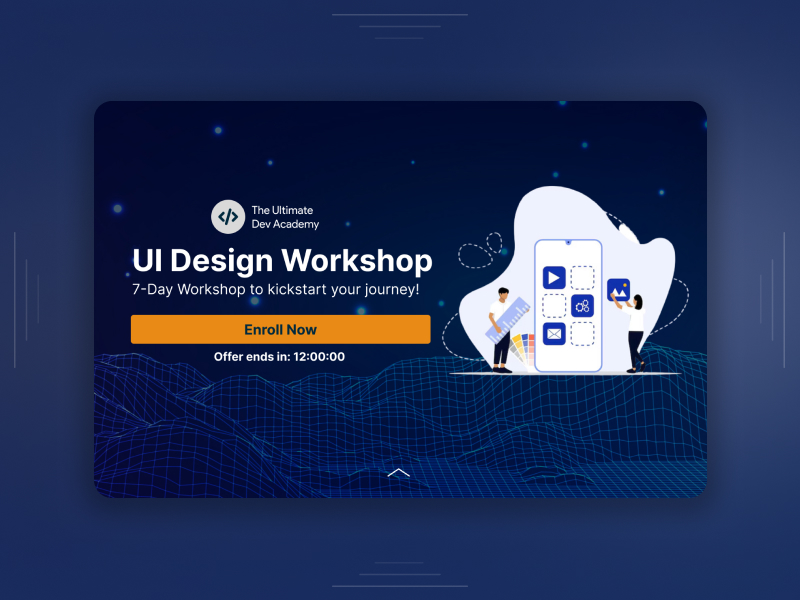 The Ultimate
Dev Academy
UI Design Workshop
7-Day Workshop to kickstart your journey!
Enroll Now
Offer ends in: 12:00:00